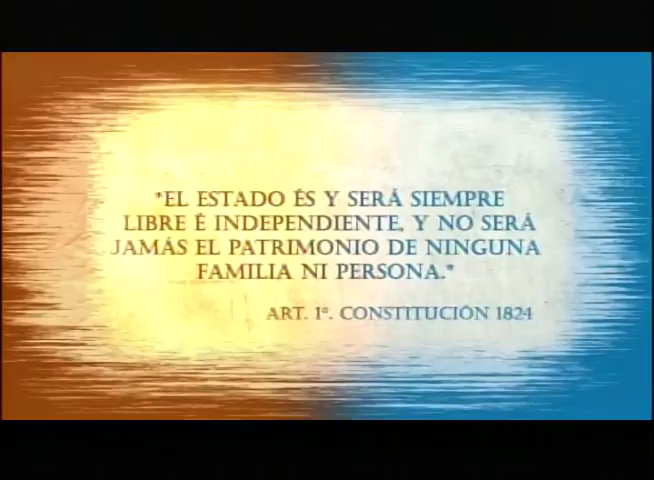 "EL ESTADO ÉS Y SERÁ SIEMPRE
LIBRE É INDEPENDIENTE, Y NO SERÁ
JAMÁS EL PATRIMONIO DE NINGUNA
FAMILIA NI PERSONA."
ART. 1º. CONSTITUCIÓN 1824